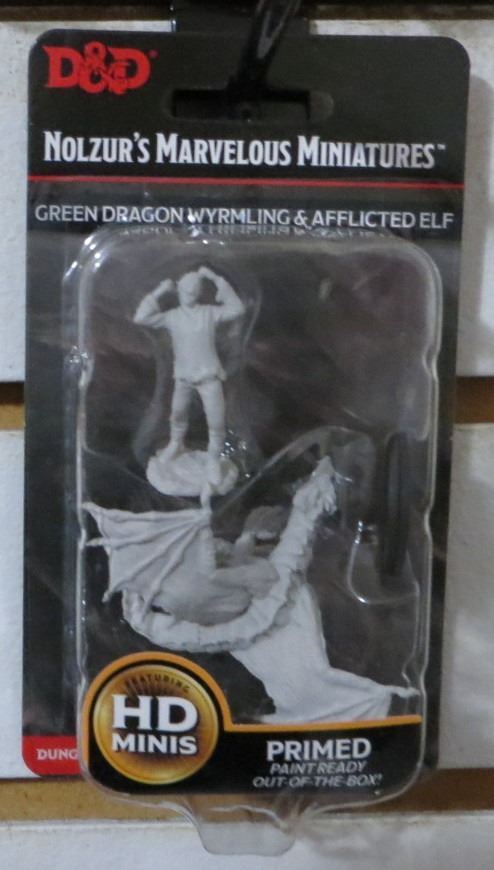 D&D
NOLZUR'S MARVELOUS MINIATURES™
GREEN DRAGON WYRMLING & AFFLICTED ELF
FEATURING
HD
MINIS
DUNG
PRIMED
PAINT READY
OUT-OF-THE-BOX!